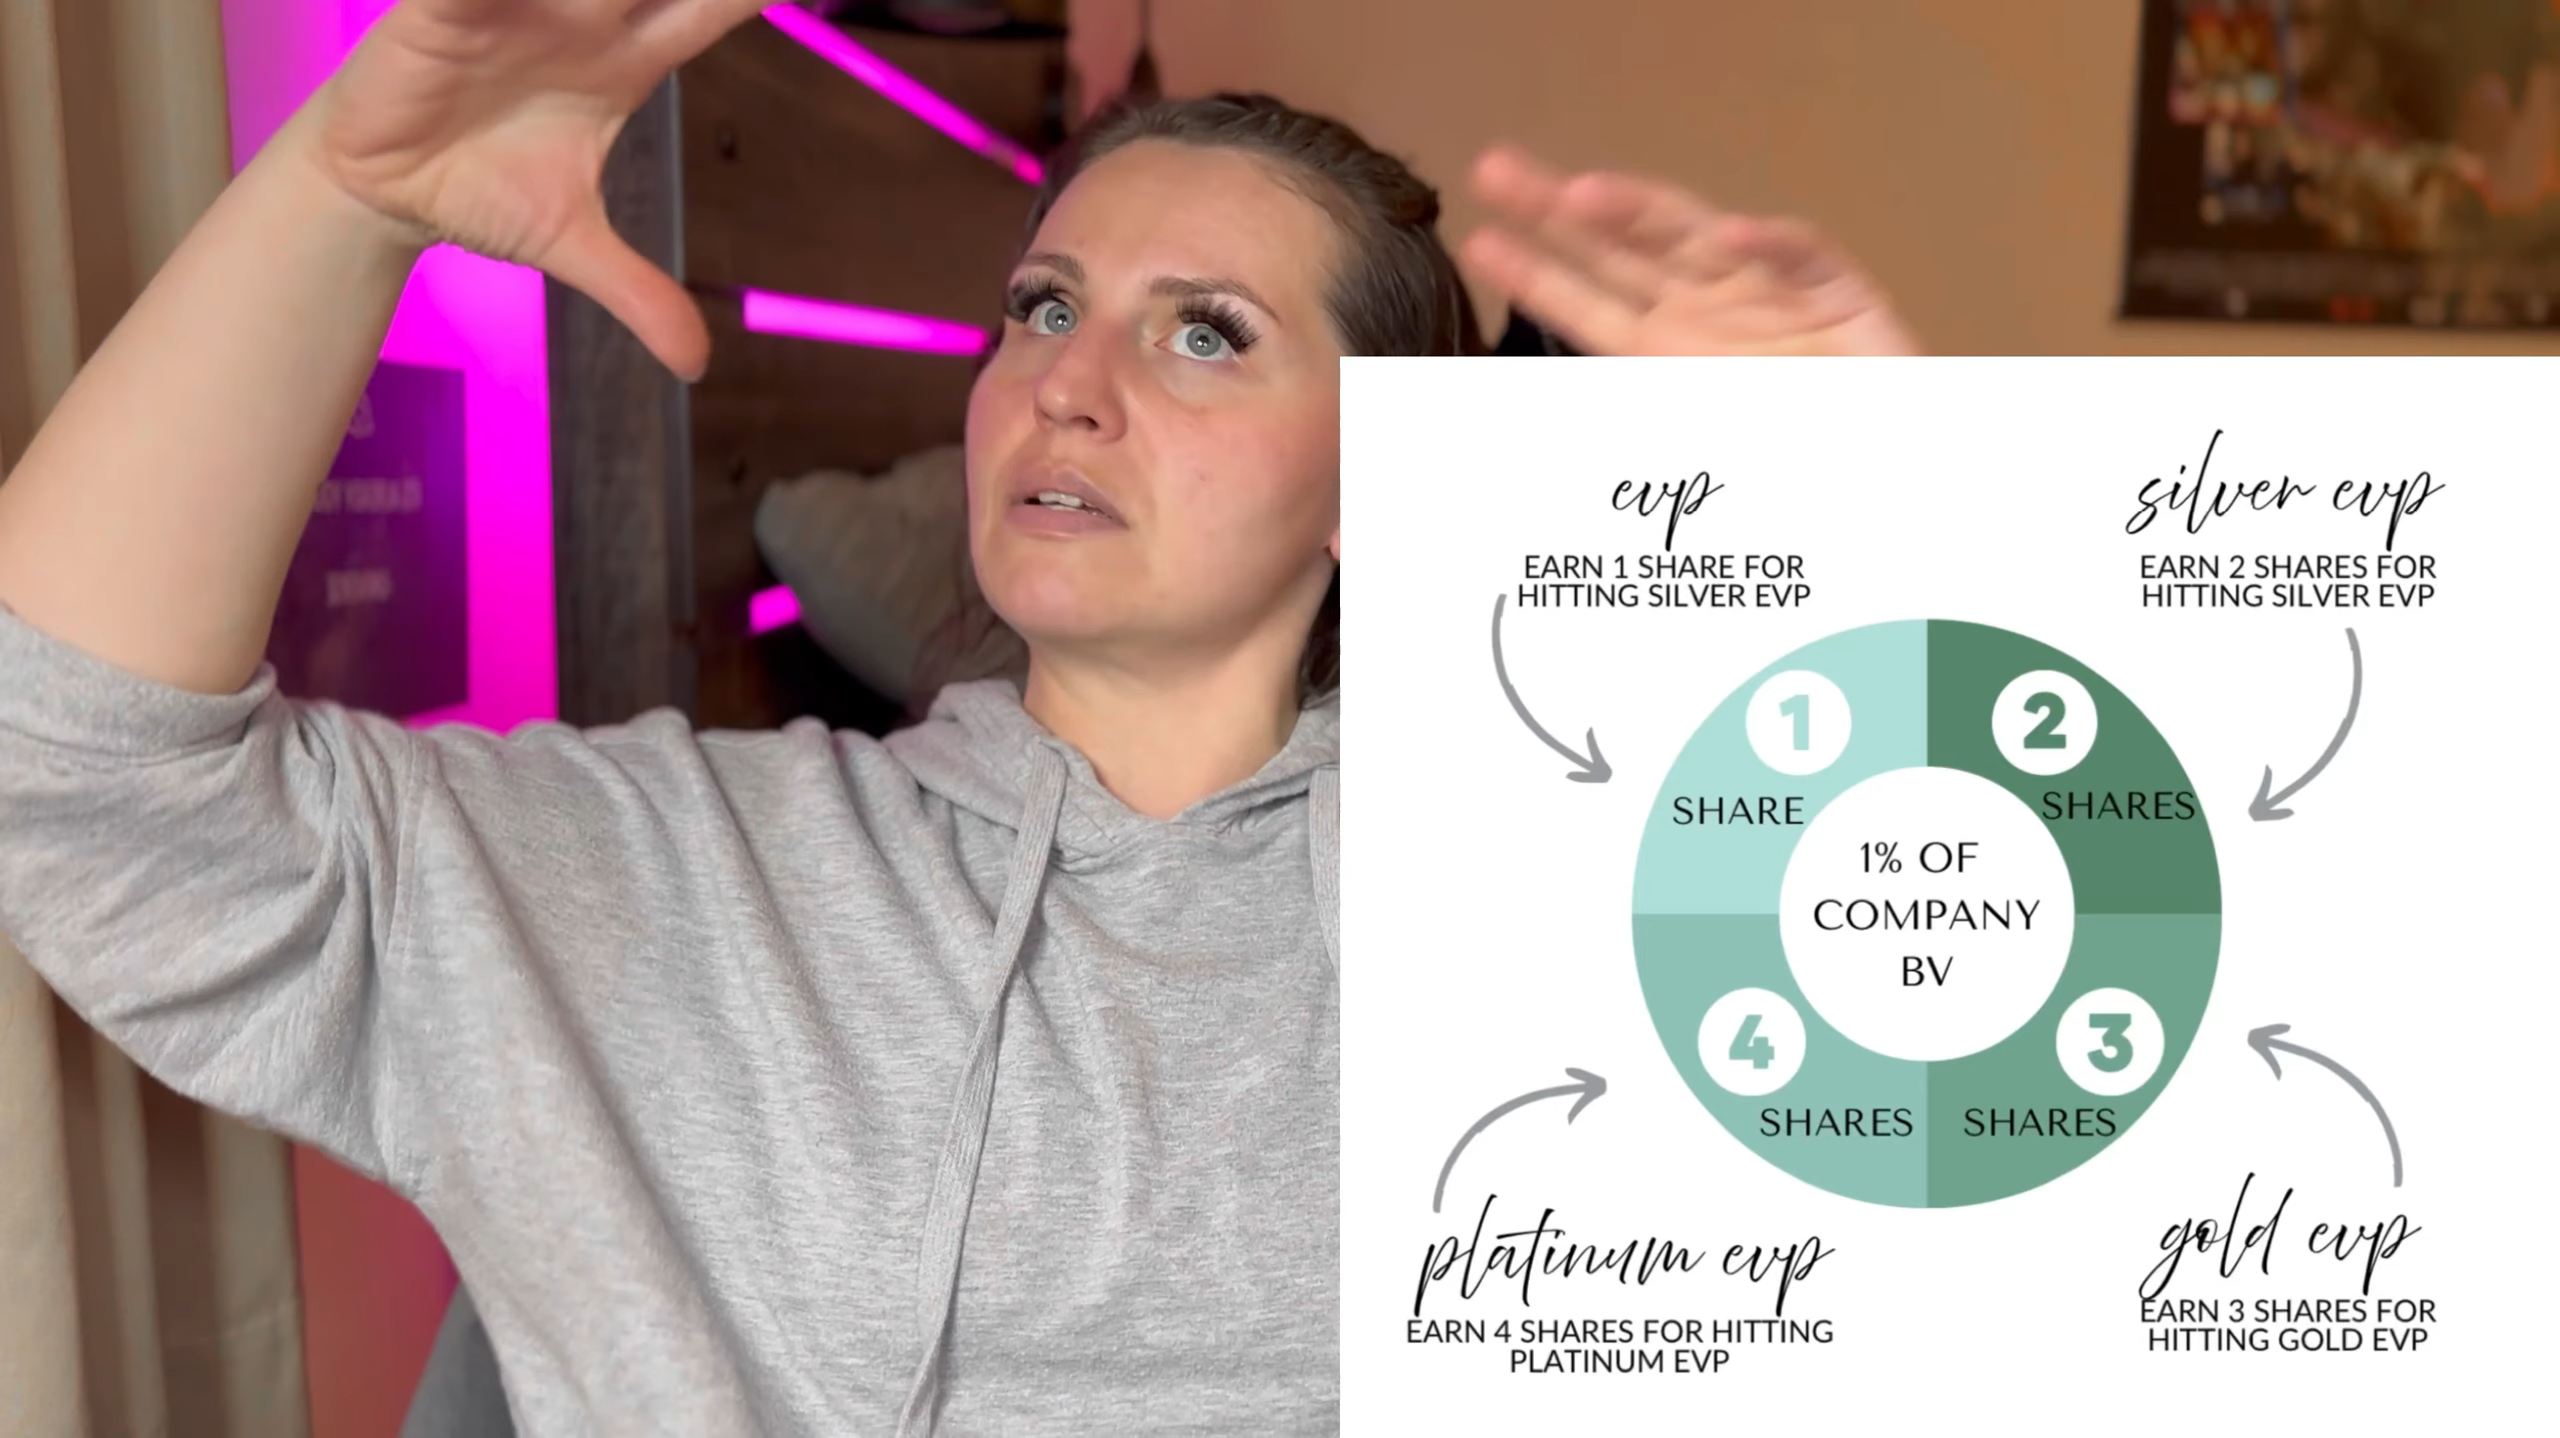 evp
EARN 1 SHARE FOR
HITTING SILVER EVP
silver evp
EARN 2 SHARES FOR
HITTING SILVER EVP
1
SHARE
2
SHARES
1% OF
COMPANY
BV
4
SHARES
3
SHARES
platinum evp
EARN 4 SHARES FOR HITTING
PLATINUM EVP
gold evp
EARN 3 SHARES FOR
HITTING GOLD EVP